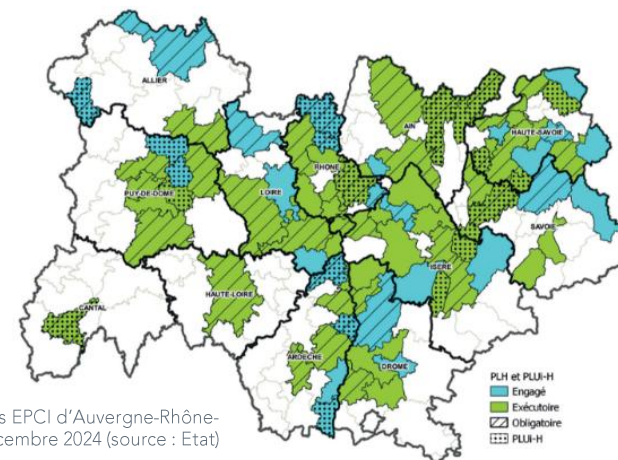 ALLIER
AIN
HAUTE-SAVOIE
RHONE
PUY-DE-DOME
LOIRE
SAVOIE
ISERE
HAUTE-LOIRE
CANTAL
ARDECHE
DROME
PLH et PLUi-H
Engagé
Exécutoire
Obligatoire
PLUi-H
s EPCI d'Auvergne-Rhône-
cembre 2024 (source : Etat)